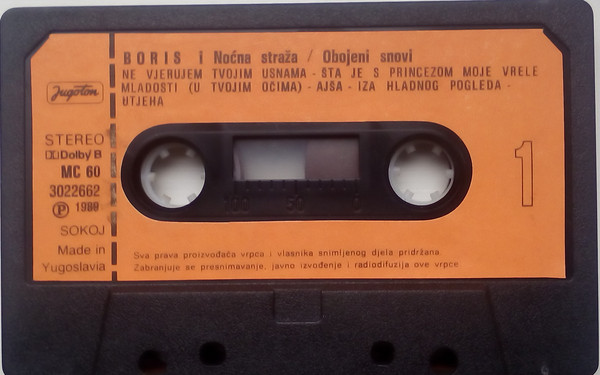 BORIS i Noćna straža / Obojeni snovi
NE VJERUJEM TVOJIM USNAMA - ŠTA JE S PRINCEZOM MOJE VRELE
MLADOSTI (U TVOJIM OČIMA) - AJŠA - IZA HLADNOG POGLEDA -
UTJEHA
Jugoton
STEREO
Dolby B
MC 60
3022662
Ⓟ 1988
SOKOJ
Made in
Yugoslavia
1
100 50 0
Sva prava proizvođača vrpca i vlasnika snimljenog djela pridržana.
Zabranjuje se presnimavanje, javno izvođenje i radiodifuzija ove vrpce